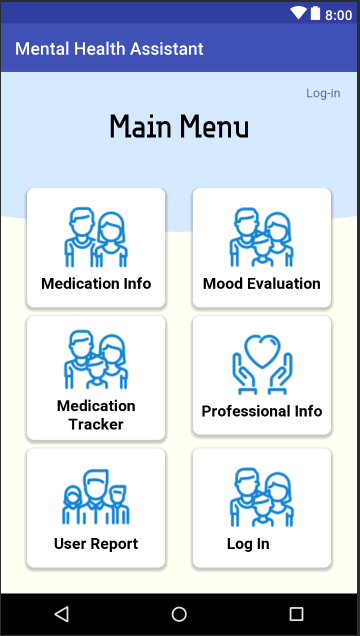 8:00
Mental Health Assistant
Log-in
Main Menu
Medication Info
Mood Evaluation
Medication
Tracker
Professional Info
User Report
Log In